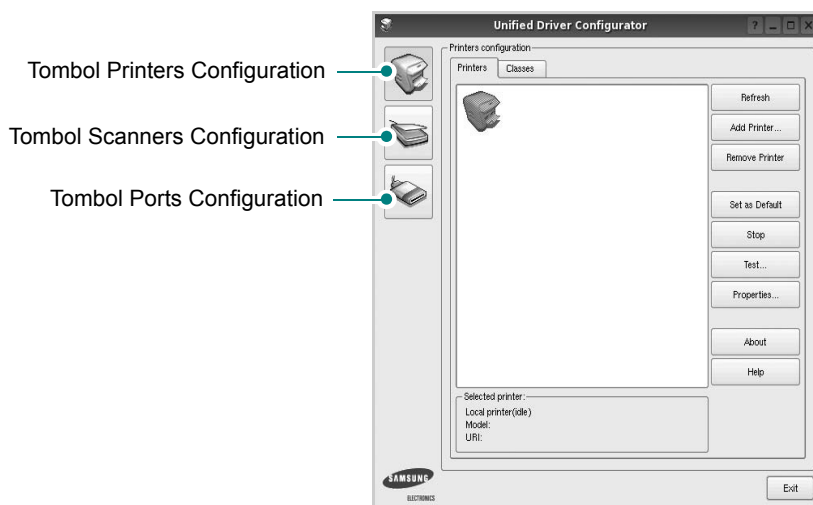 Unified Driver Configurator
Tombol Printers Configuration
Tombol Scanners Configuration
Tombol Ports Configuration
Printers configuration
Printers
Classes
Refresh
Add Printer...
Remove Printer
Set as Default
Stop
Test...
Properties...
About
Help
Selected printer:
Local printer(idle)
Model:
URI:
SAMSUNG
ELECTRONICS
Exit